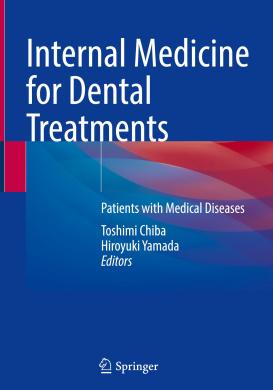 Internal Medicine
for Dental
Treatments
Patients with Medical Diseases
Toshimi Chiba
Hiroyuki Yamada
Editors
Springer